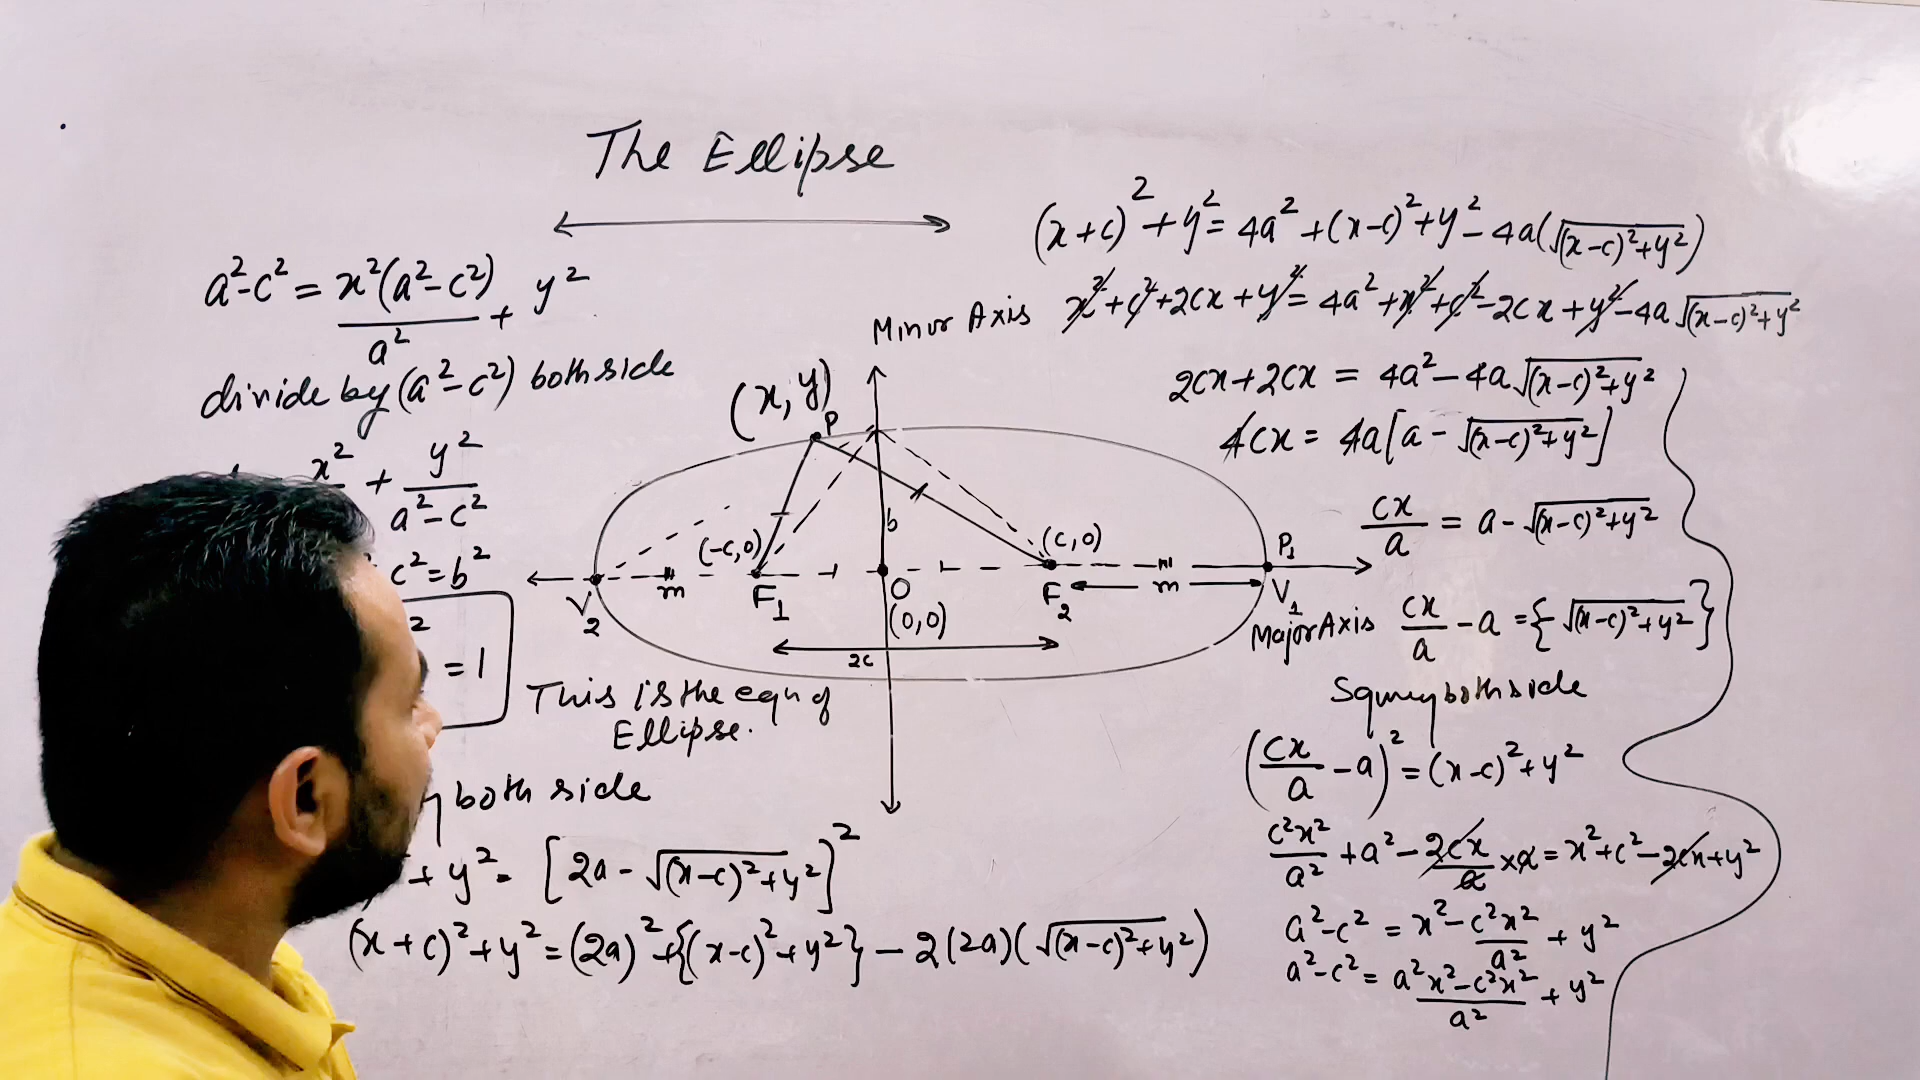 The Ellipse
a²-c² = x²(a²-c²)/a² + y²
divide by (a²-c²) both side
x² + y²/a²-c²
c²=b²
² =1
This is the eqn of
Ellipse.
both side
+ y² = [2a - √(x-c)²+y²]²
(x+c)²+y² = (2a)²+{(x-c)²+y²} - 2(2a)(√(x-c)²+y²)
Minor Axis
(x,y)
P
b
(-c,0)
(c,0)
P₁
m
m
V₂
F₁
O
F₂
V₁
(0,0)
Major Axis
2c
(x+c)²+y² = 4a²+(x-c)²+y²-4a(√(x-c)²+y²)
x²+c²+2cx+y² = 4a²+x²+c²-2cx+y²-4a√(x-c)²+y²
2cx+2cx = 4a²-4a√(x-c)²+y²
4cx = 4a[a-√(x-c)²+y²]
cx/a = a-√(x-c)²+y²
cx/a - a = {-√(x-c)²+y²}
both side
(cx/a - a)² = (x-c)²+y²
c²x²/a² + a² - 2cx/a × a = x²+c²-2cx+y²
a²-c² = x² - c²x²/a² + y²
a²-c² = a²x²-c²x²/a² + y²